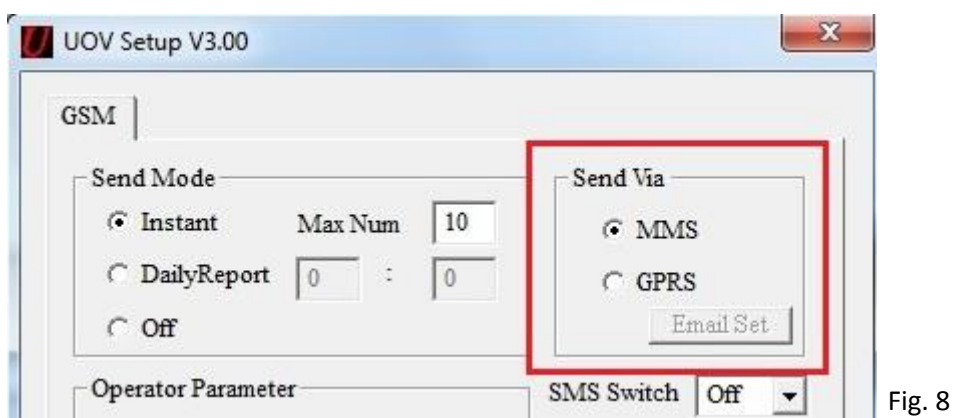 UOV Setup V3.00
GSM
Send Mode
Instant Max Num 10
DailyReport 0 : 0
Off
Send Via
MMS
GPRS
Email Set
Operator Parameter
SMS Switch Off
Fig. 8